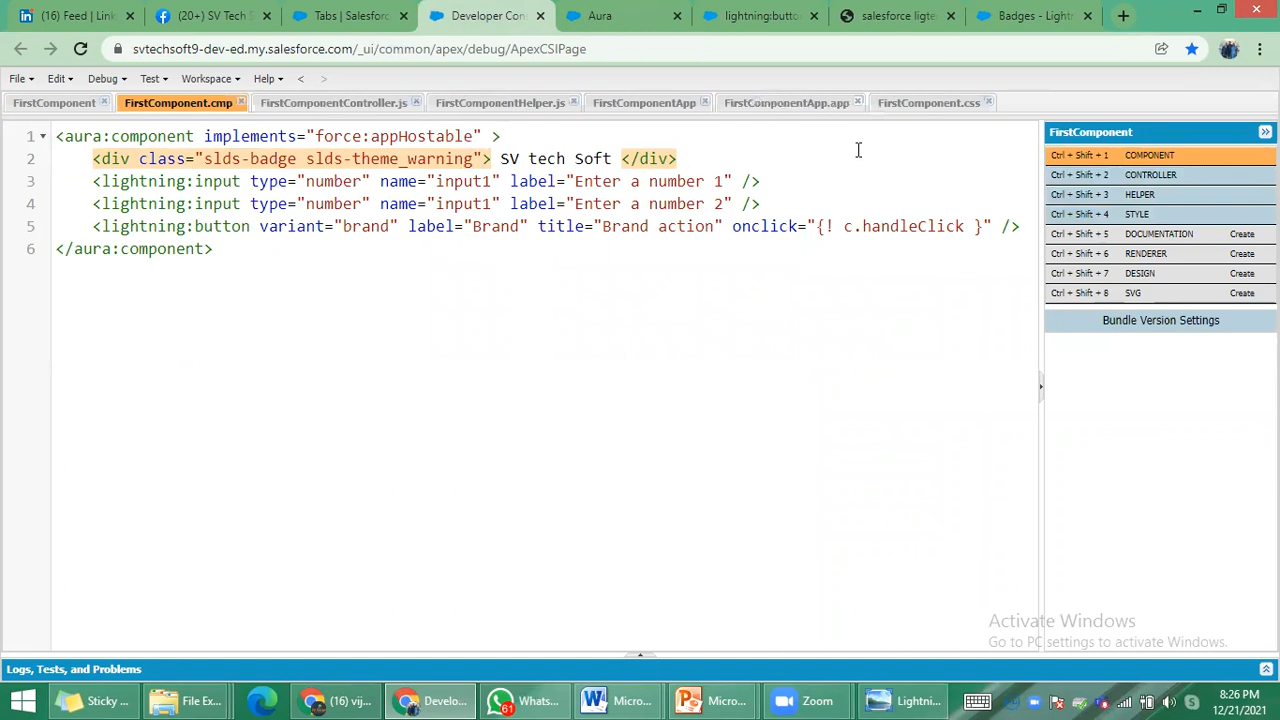 (16) Feed | Link
(20+) SV Tech S
Tabs | Salesforc
Developer Con
Aura
lightning:butto
salesforce ligte
Badges - Lightn
svtechsoft9-dev-ed.my.salesforce.com/_ui/common/apex/debug/ApexCSIPage
File
Edit
Debug
Test
Workspace
Help
<
>
FirstComponent
FirstComponent.cmp
FirstComponentController.js
FirstComponentHelper.js
FirstComponentApp
FirstComponentApp.app
FirstComponent.css
1 <aura:component implements="force:appHostable" >
2 <div class="slds-badge slds-theme_warning"> SV tech Soft </div>
3 <lightning:input type="number" name="input1" label="Enter a number 1" />
4 <lightning:input type="number" name="input1" label="Enter a number 2" />
5 <lightning:button variant="brand" label="Brand" title="Brand action" onclick="{! c.handleClick }" />
6 </aura:component>
FirstComponent
Ctrl + Shift + 1 COMPONENT
Ctrl + Shift + 2 CONTROLLER
Ctrl + Shift + 3 HELPER
Ctrl + Shift + 4 STYLE
Ctrl + Shift + 5 DOCUMENTATION Create
Ctrl + Shift + 6 RENDERER Create
Ctrl + Shift + 7 DESIGN Create
Ctrl + Shift + 8 SVG Create
Bundle Version Settings
Activate Windows
Go to PC settings to activate Windows.
Logs, Tests, and Problems
Sticky ...
File Ex...
(16) vij...
Develo...
61
Whats...
Micro...
Micro...
Zoom
Lightni...
8:26 PM
12/21/2021